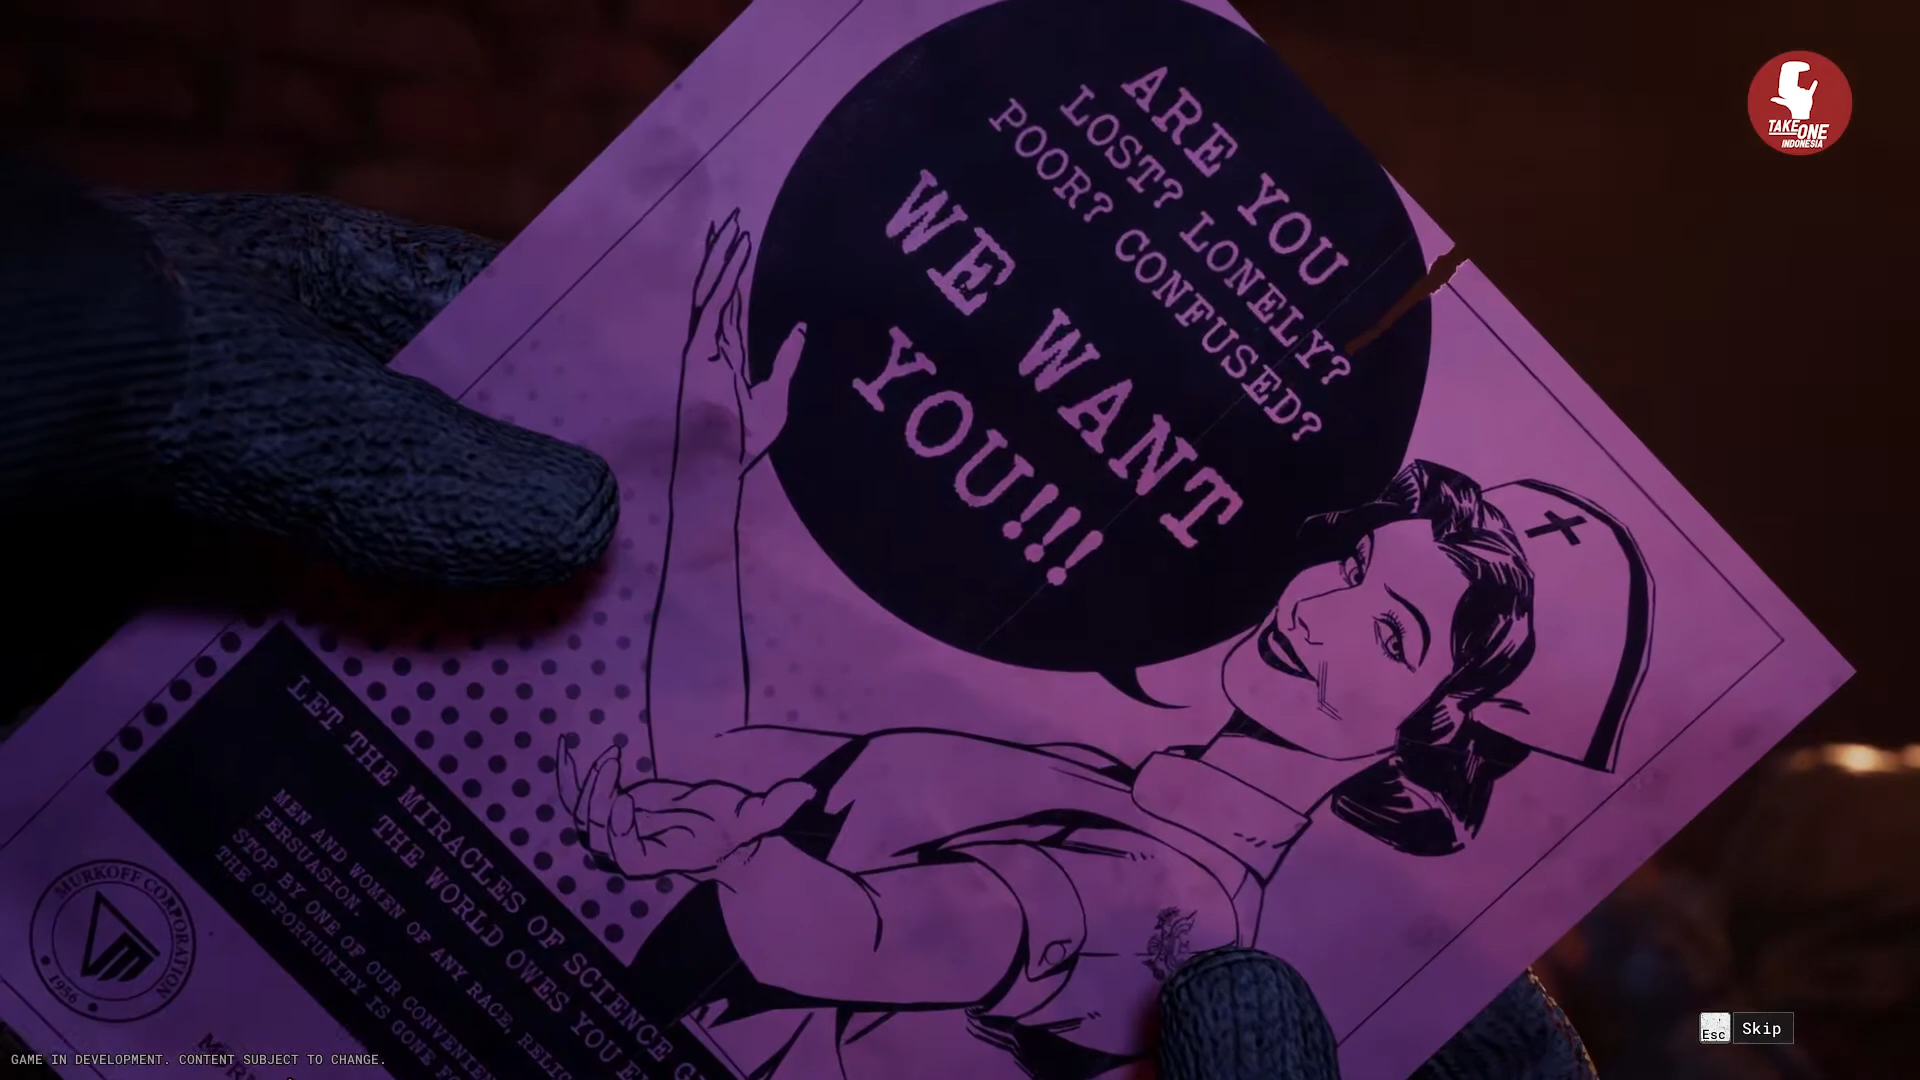 ARE YOU
LOST? LONELY?
POOR? CONFUSED?
WE WANT
YOU!!!
LET THE MIRACLES OF SCIENCE
THE WORLD OWES YOU
MEN AND WOMEN OF ANY RACE,
PERSUASION.
STOP BY ONE OF OUR
THE OPPORTUNITY IS GONE
MURKOFF CORPORATION
1956
TAKE ONE
INDONESIA
Esc Skip
GAME IN DEVELOPMENT. CONTENT SUBJECT TO CHANGE.